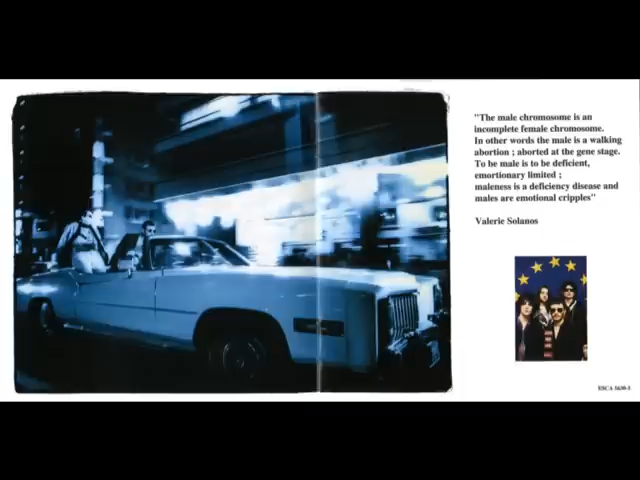 "The male chromosome is an
incomplete female chromosome.
In other words the male is a walking
abortion ; aborted at the gene stage.
To be male is to be deficient,
emortionary limited ;
maleness is a deficiency disease and
males are emotional cripples"
Valerie Solanos
ESCA 5630-1